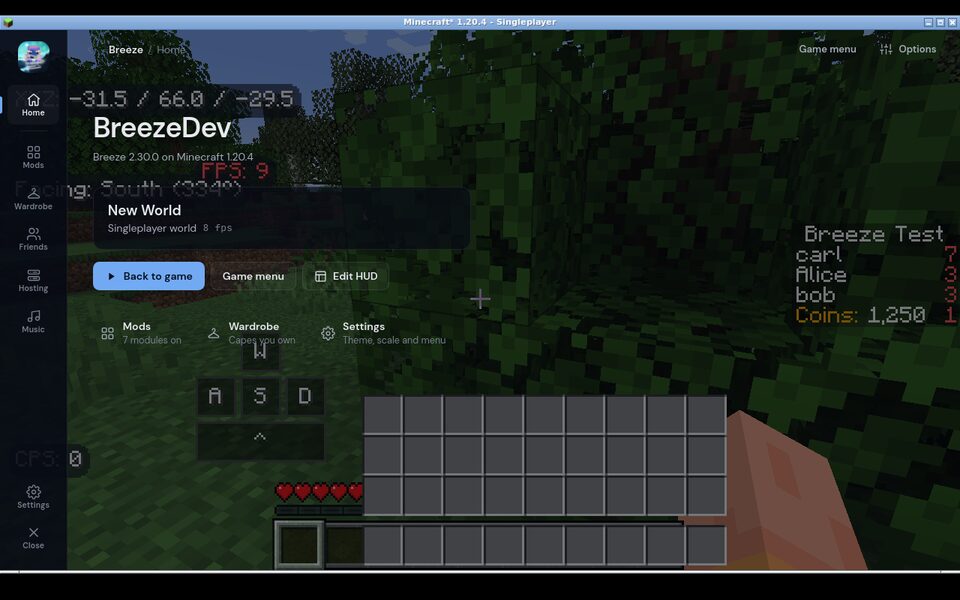 Minecraft* 1.20.4 - Singleplayer
Breeze / Home
Game menu
Options
-31.5 / 66.0 / -29.5
Home
BreezeDev
Breeze 2.30.0 on Minecraft 1.20.4
FPS: 9
Facing: South (334°)
Mods
Wardrobe
Friends
Hosting
Music
Settings
Close
New World
Singleplayer world 8 fps
Back to game
Game menu
Edit HUD
Mods
7 modules on
Wardrobe
Capes you own
Settings
Theme, scale and menu
W
A S D
^
CPS: 0
Breeze Test
carl 7
Alice 3
bob 3
Coins: 1,250 1